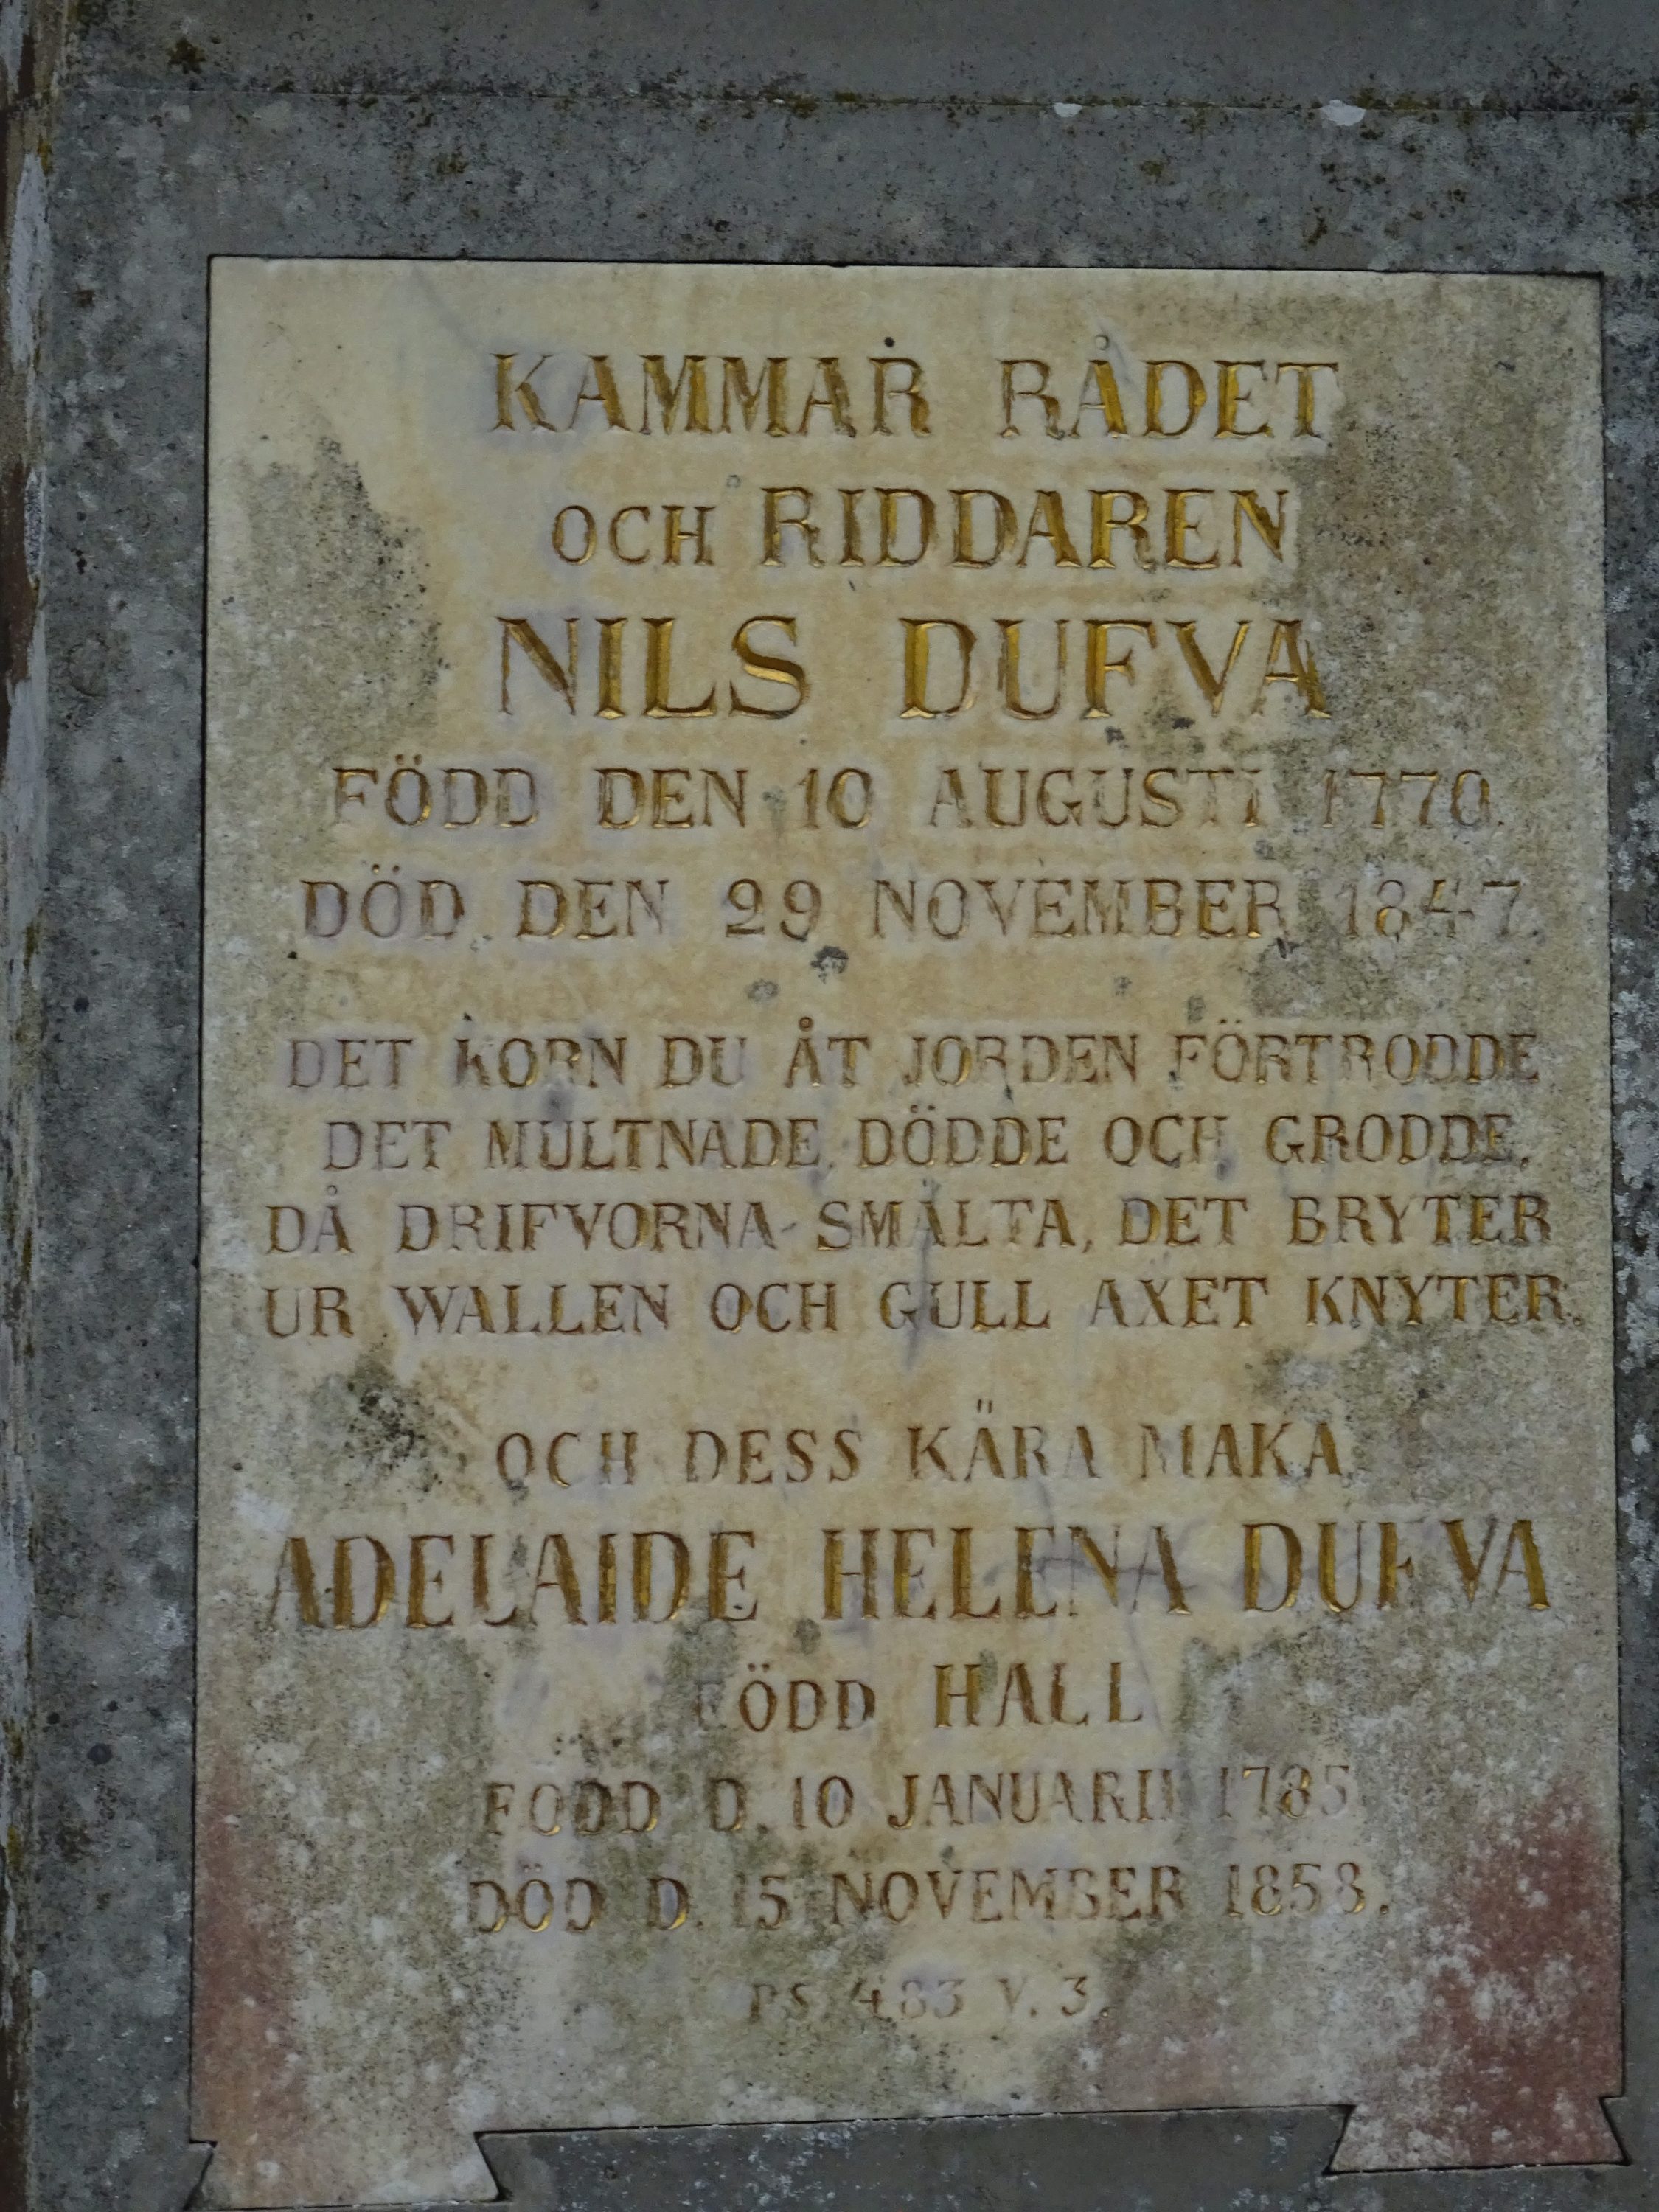 KAMMAR RÅDET
OCH RIDDAREN
NILS DUFVA
FÖDD DEN 10 AUGUSTI 1770.
DÖD DEN 29 NOVEMBER 1847.
DET KORN DU ÅT JORDEN FÖRTRODDE
DET MULTNADE, DÖDDE OCH GRODDE,
DÅ DRIFVORNA SMÄLTA, DET BRYTER
UR WALLEN OCH GULL AXET KNYTER.
OCH DESS KÄRA MAKA
ADELAIDE HELENA DUFVA
FÖDD HALL
FÖDD D. 10 JANUARII 1785
DÖD D. 15 NOVEMBER 1858.
PS. 483 V. 3.